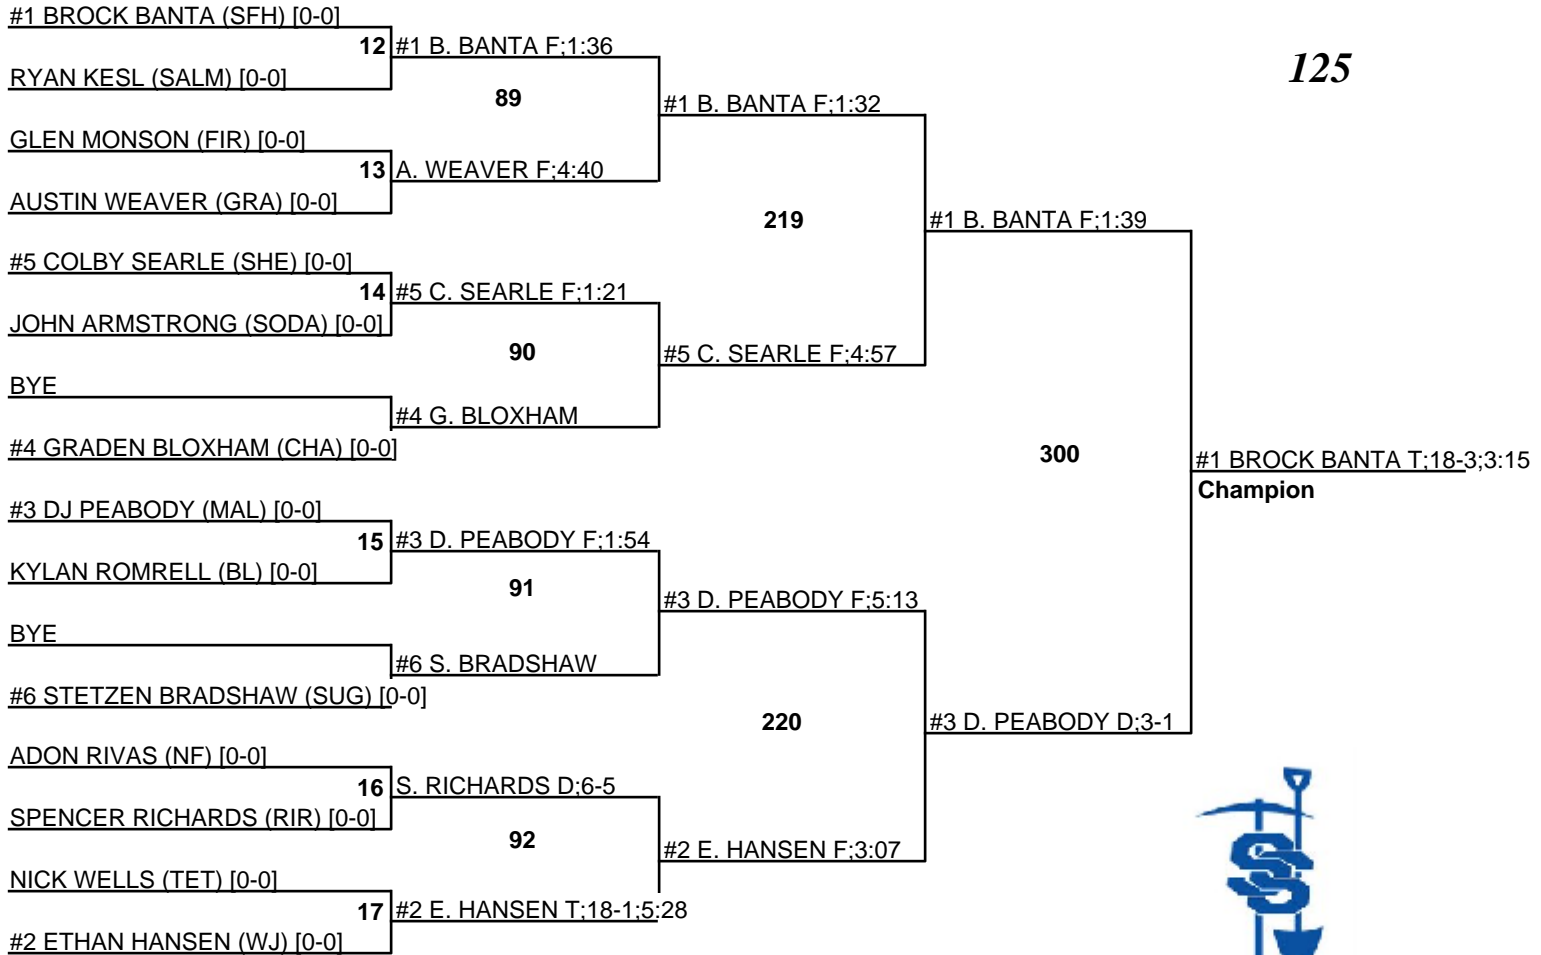 #1 BROCK BANTA (SFH) [0-0]
12 #1 B. BANTA F;1:36
RYAN KESL (SALM) [0-0]
125
89
#1 B. BANTA F;1:32
GLEN MONSON (FIR) [0-0]
13 A. WEAVER F;4:40
AUSTIN WEAVER (GRA) [0-0]
219
#1 B. BANTA F;1:39
#5 COLBY SEARLE (SHE) [0-0]
14 #5 C. SEARLE F;1:21
JOHN ARMSTRONG (SODA) [0-0]
90
#5 C. SEARLE F;4:57
BYE
#4 G. BLOXHAM
#4 GRADEN BLOXHAM (CHA) [0-0]
300
#1 BROCK BANTA T;18-3;3:15
Champion
#3 DJ PEABODY (MAL) [0-0]
15 #3 D. PEABODY F;1:54
KYLAN ROMRELL (BL) [0-0]
91
#3 D. PEABODY F;5:13
BYE
#6 S. BRADSHAW
#6 STETZEN BRADSHAW (SUG) [0-0]
220
#3 D. PEABODY D;3-1
ADON RIVAS (NF) [0-0]
16 S. RICHARDS D;6-5
SPENCER RICHARDS (RIR) [0-0]
92
#2 E. HANSEN F;3:07
NICK WELLS (TET) [0-0]
17 #2 E. HANSEN T;18-1;5:28
#2 ETHAN HANSEN (WJ) [0-0]
SS